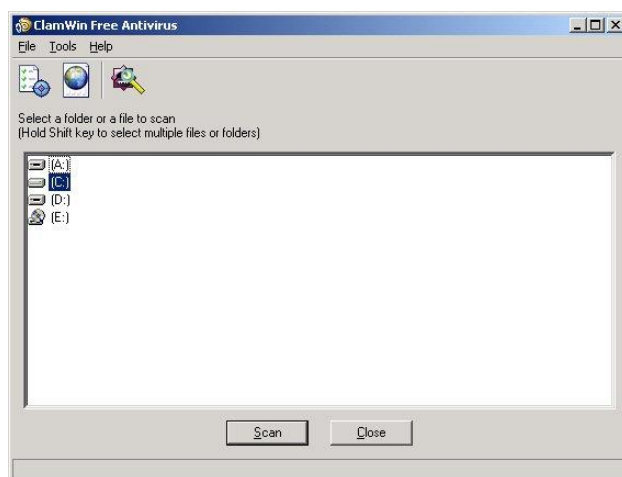 ClamWin Free Antivirus
File Tools Help
Select a folder or a file to scan
(Hold Shift key to select multiple files or folders)
(A:)
(C:)
(D:)
(E:)
Scan Close